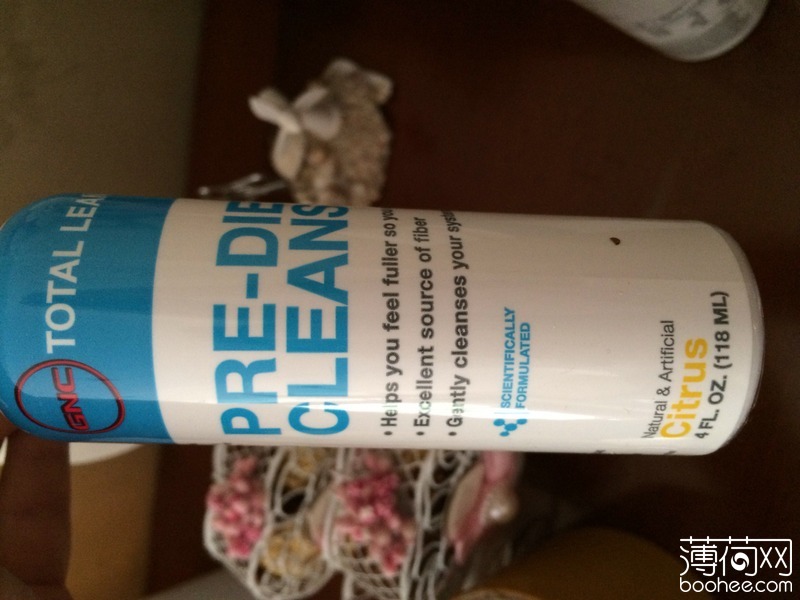 GNC TOTAL LEA
PRE-DIE
CLEANS
• Helps you feel fuller so yo
• Excellent source of fiber
• Gently cleanses your syst
SCIENTIFICALLY
FORMULATED
Natural & Artificial
Citrus
4 FL. OZ. (118 ML)
薄荷网
boohee.com